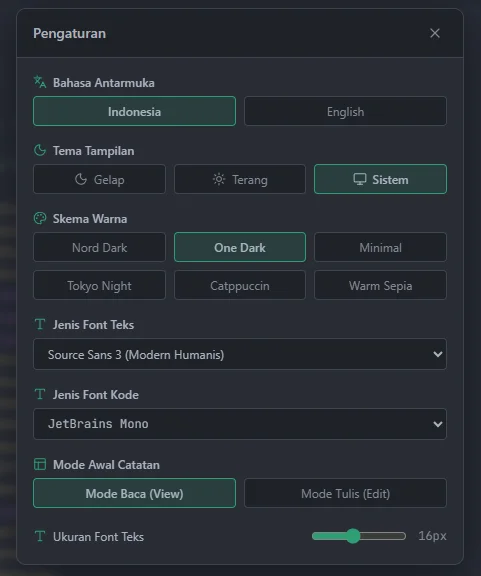 Pengaturan
Bahasa Antarmuka
Indonesia English
Tema Tampilan
Gelap Terang Sistem
Skema Warna
Nord Dark One Dark Minimal
Tokyo Night Catppuccin Warm Sepia
Jenis Font Teks
Source Sans 3 (Modern Humanis)
Jenis Font Kode
JetBrains Mono
Mode Awal Catatan
Mode Baca (View) Mode Tulis (Edit)
Ukuran Font Teks 16px